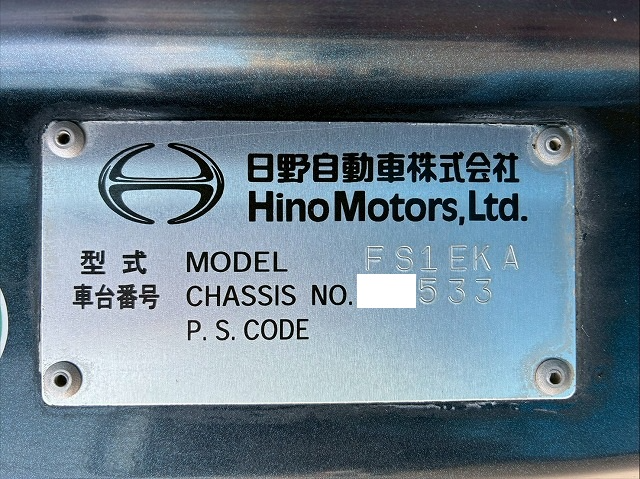 日野自動車株式会社
Hino Motors, Ltd.
型式 MODEL FS1EKA
車台番号 CHASSIS NO. 533
P. S. CODE